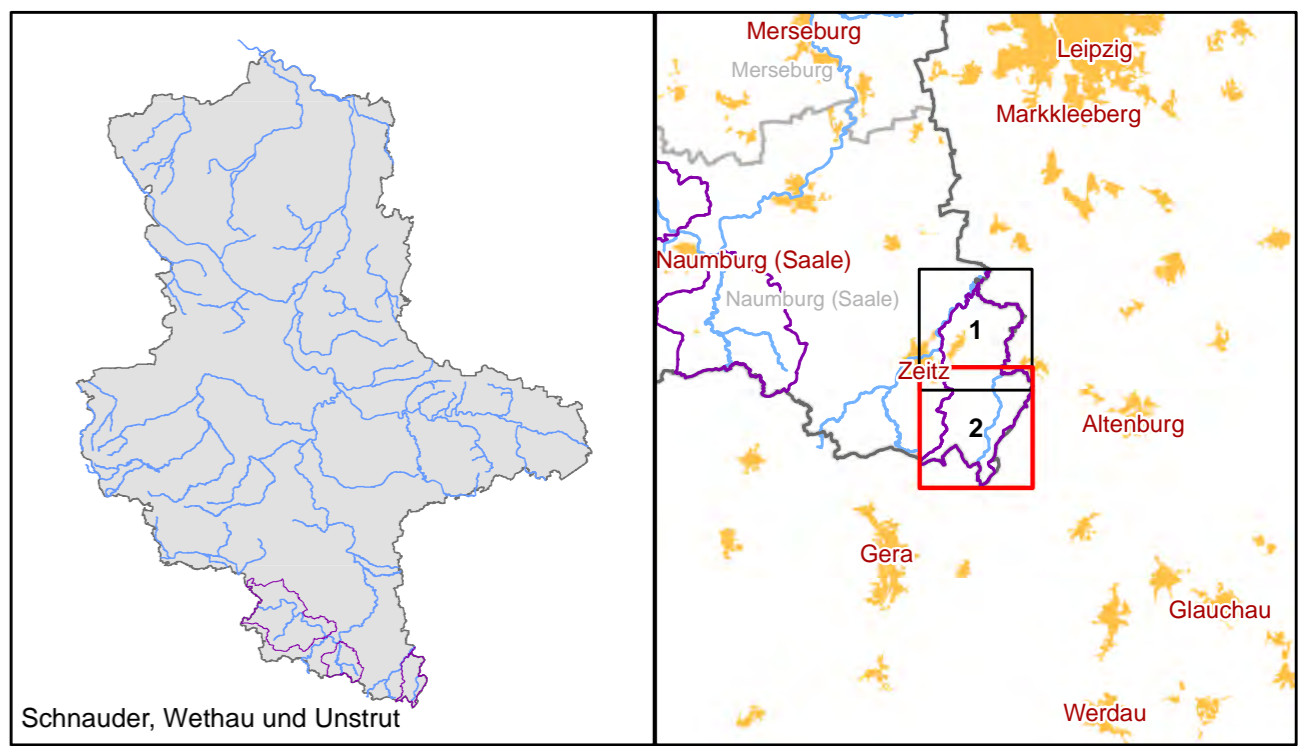 Schnauder, Wethau und Unstrut
Merseburg
Leipzig
Merseburg
Markkleeberg
Naumburg (Saale)
Naumburg (Saale)
1
Zeitz
2
Altenburg
Gera
Glauchau
Werdau